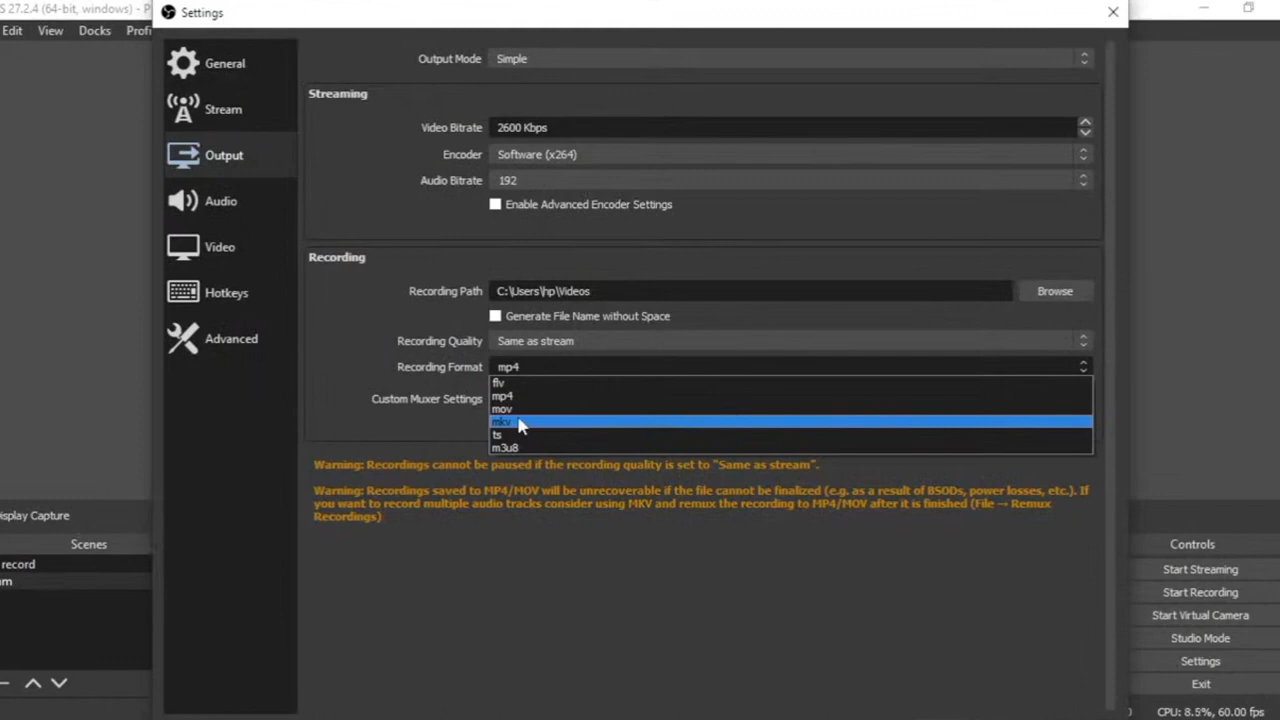 S 27.2.4 (64-bit, windows) - P
Settings
Edit View Docks Prof
General
Stream
Output
Audio
Video
Hotkeys
Advanced
Output Mode Simple
Streaming
Video Bitrate 2600 Kbps
Encoder Software (x264)
Audio Bitrate 192
Enable Advanced Encoder Settings
Recording
Recording Path C:\Users\hp\Videos Browse
Generate File Name without Space
Recording Quality Same as stream
Recording Format mp4
flv
mp4
mov
mkv
ts
m3u8
Custom Muxer Settings
Warning: Recordings cannot be paused if the recording quality is set to "Same as stream".
Warning: Recordings saved to MP4/MOV will be unrecoverable if the file cannot be finalized (e.g. as a result of BSODs, power losses, etc.). If
you want to record multiple audio tracks consider using MKV and remux the recording to MP4/MOV after it is finished (File → Remux
Recordings)
isplay Capture
Scenes
record
am
Controls
Start Streaming
Start Recording
Start Virtual Camera
Studio Mode
Settings
Exit
CPU: 8.5%, 60.00 fps